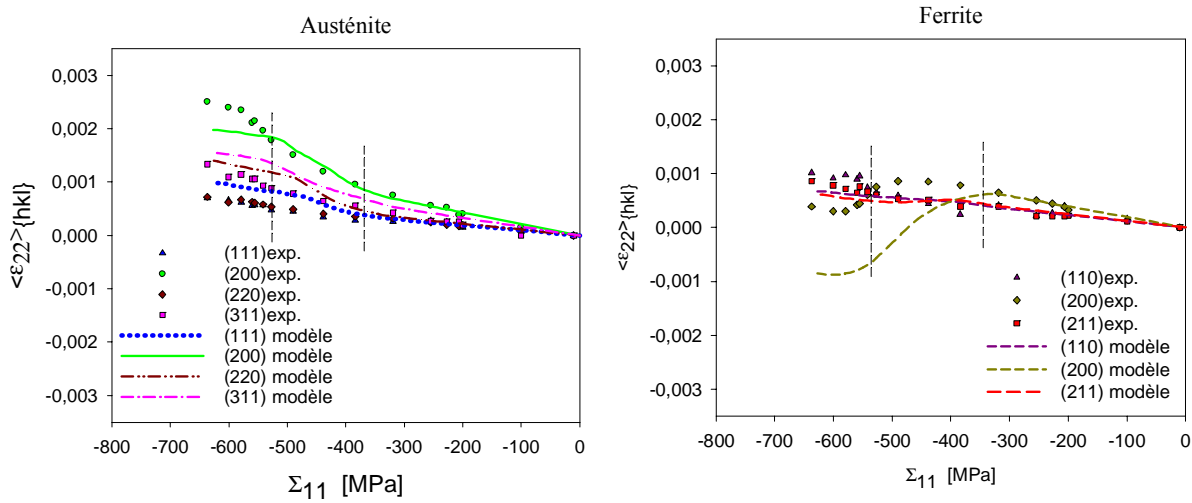 Austénite
0,003
0,002
0,001
0,000
-0,001
-0,002
-0,003
<ε22>{hkl}
(111)exp.
(200)exp.
(220)exp.
(311)exp.
(111) modèle
(200) modèle
(220) modèle
(311) modèle
-800 -700 -600 -500 -400 -300 -200 -100 0
Σ11 [MPa]
Ferrite
0,003
0,002
0,001
0,000
-0,001
-0,002
-0,003
<ε22>{hkl}
(110)exp.
(200)exp.
(211)exp.
(110) modèle
(200) modèle
(211) modèle
-800 -700 -600 -500 -400 -300 -200 -100 0
Σ11 [MPa]